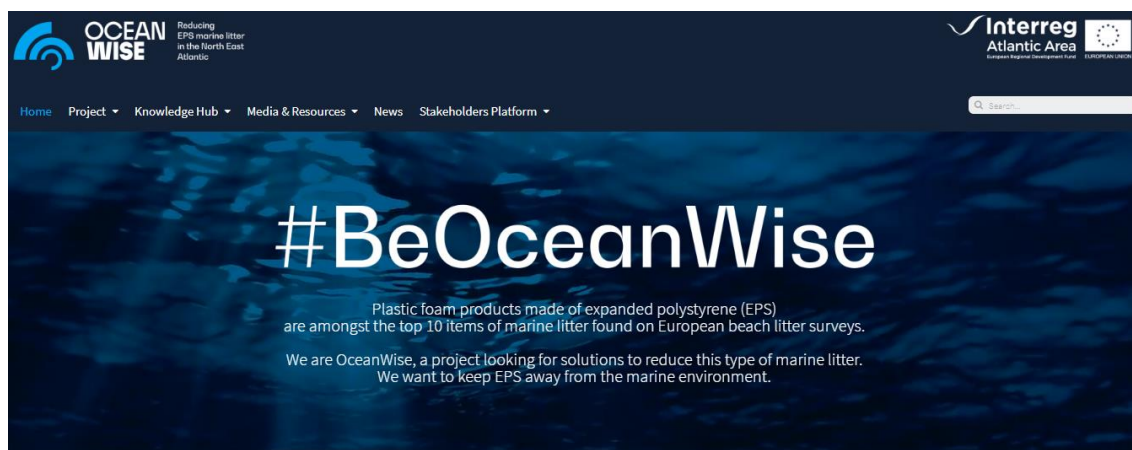 OCEAN
WISE
Reducing
EPS marine litter
in the North East
Atlantic
Interreg
Atlantic Area
European Regional Development Fund
EUROPEAN UNION
Home Project Knowledge Hub Media & Resources News Stakeholders Platform
Search...
#BeOceanWise
Plastic foam products made of expanded polystyrene (EPS)
are amongst the top 10 items of marine litter found on European beach litter surveys.
We are OceanWise, a project looking for solutions to reduce this type of marine litter.
We want to keep EPS away from the marine environment.